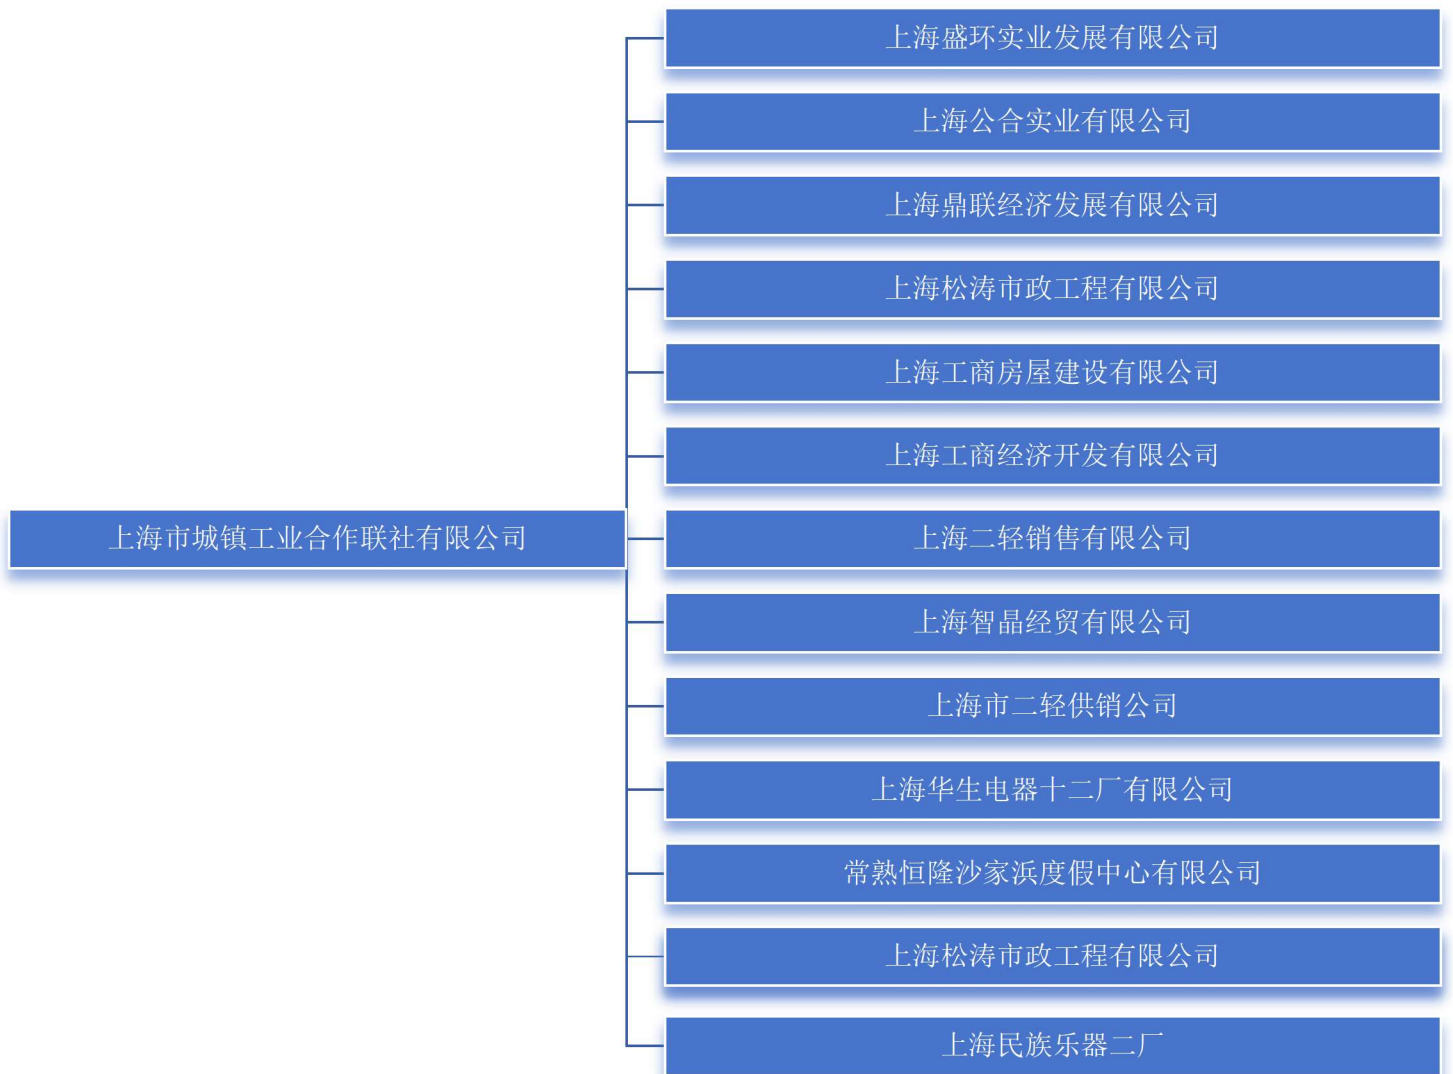 上海盛环实业发展有限公司
上海公合实业有限公司
上海鼎联经济发展有限公司
上海松涛市政工程有限公司
上海工商房屋建设有限公司
上海工商经济开发有限公司
上海市城镇工业合作联社有限公司
上海二轻销售有限公司
上海智晶经贸有限公司
上海市二轻供销公司
上海华生电器十二厂有限公司
常熟恒隆沙家浜度假中心有限公司
上海松涛市政工程有限公司
上海民族乐器二厂